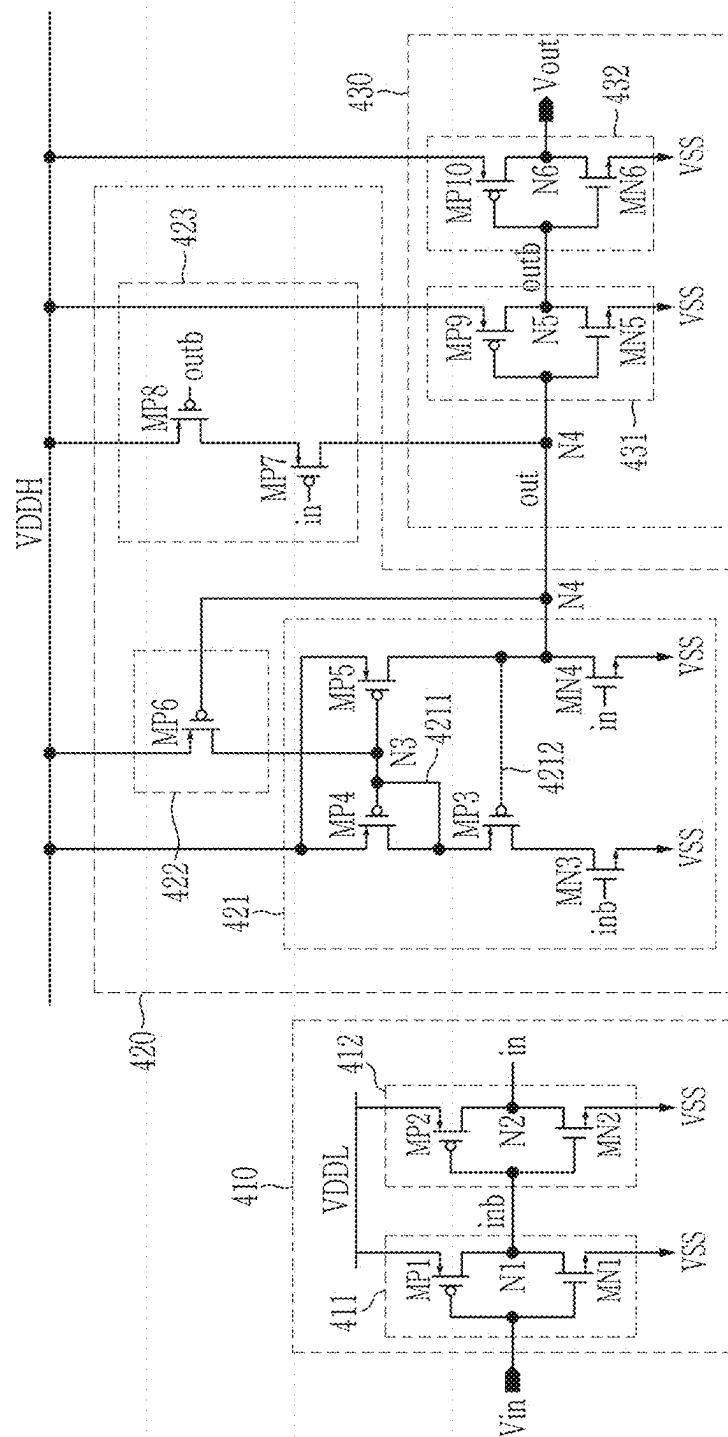 VDDH
420
422
MP6
423
MP8
outb
MP7
in
430
421
MP4
MP5
N3
4211
MP3
4212
inb
MN3
VSS
in
MN4
VSS
N4
out
N4
431
MP9
N5
MN5
VSS
outb
MP10
N6
MN6
VSS
432
Vout
410
VDDL
411
MP1
N1
MN1
VSS
Vin
inb
412
MP2
N2
MN2
VSS
in